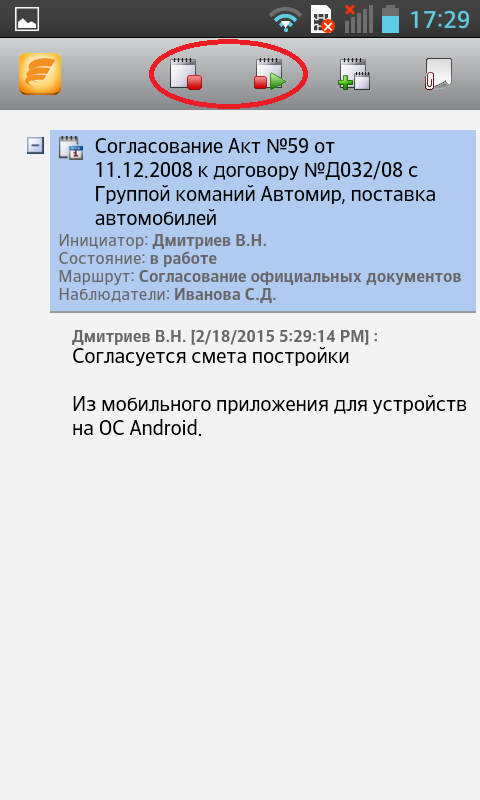 17:29
Согласование Акт №59 от
11.12.2008 к договору №Д032/08 с
Группой команий Автомир, поставка
автомобилей
Инициатор: Дмитриев В.Н.
Состояние: в работе
Маршрут: Согласование официальных документов
Наблюдатели: Иванова С.Д.
Дмитриев В.Н. [2/18/2015 5:29:14 PM] :
Согласуется смета постройки
Из мобильного приложения для устройств
на ОС Android.